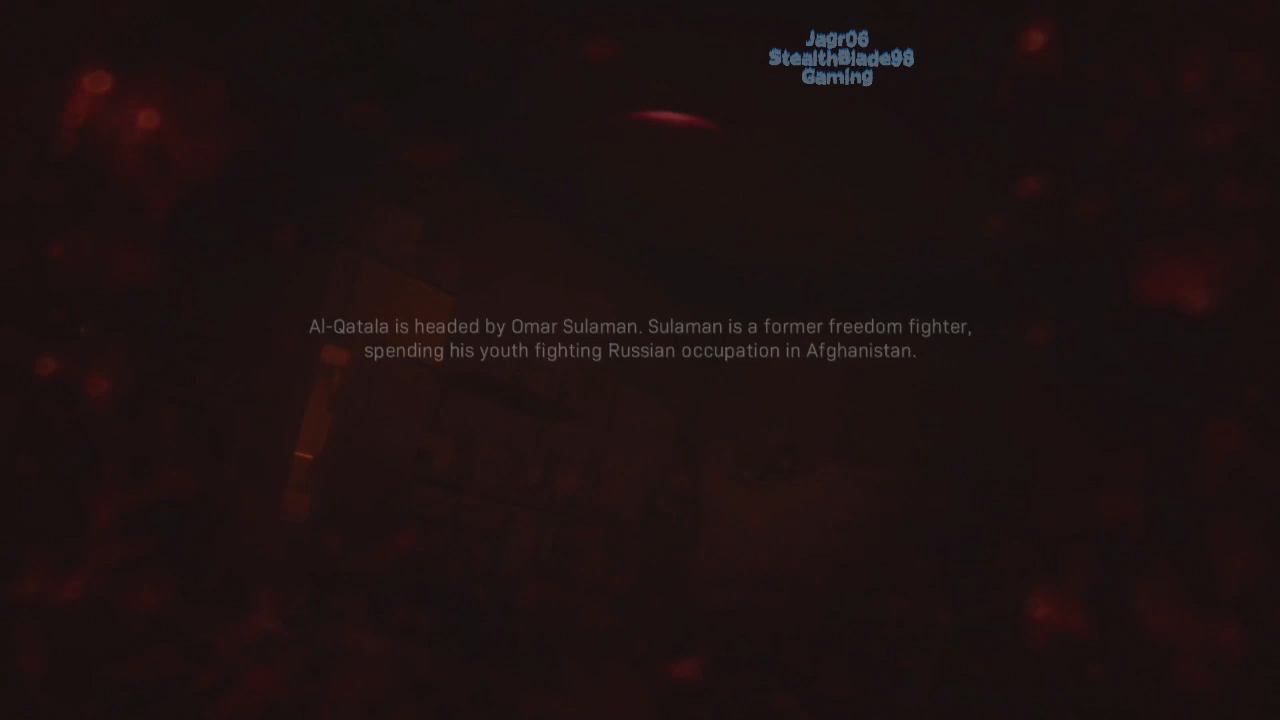 Jagr06
StealthBlade98
Gaming
Al-Qatala is headed by Omar Sulaman. Sulaman is a former freedom fighter,
spending his youth fighting Russian occupation in Afghanistan.